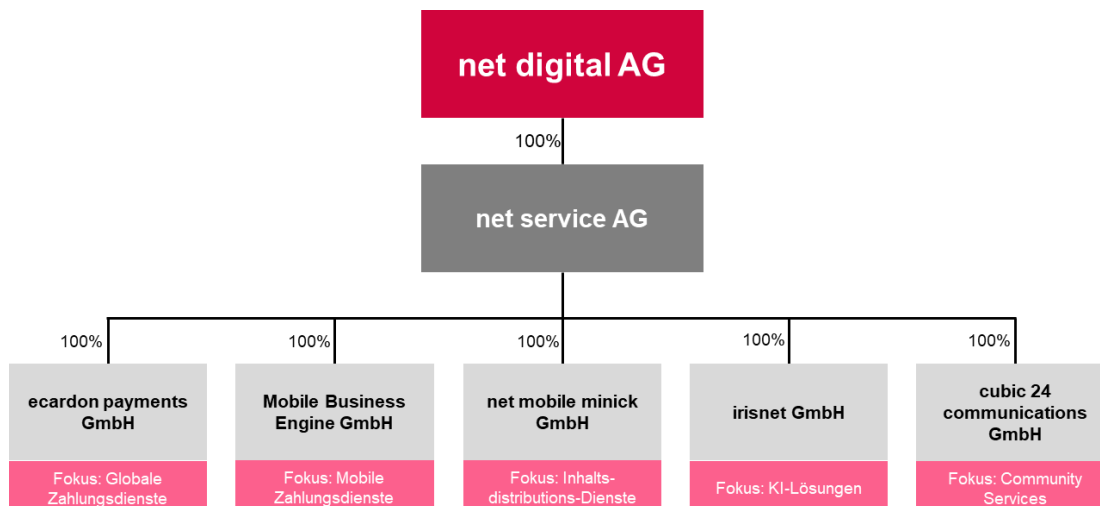 net digital AG
100%
net service AG
100%
100%
100%
100%
100%
ecardon payments
GmbH
Mobile Business
Engine GmbH
net mobile minick
GmbH
irisnet GmbH
cubic 24
communications
GmbH
Fokus: Globale
Zahlungsdienste
Fokus: Mobile
Zahlungsdienste
Fokus: Inhalts-
distributions-Dienste
Fokus: KI-Lösungen
Fokus: Community
Services